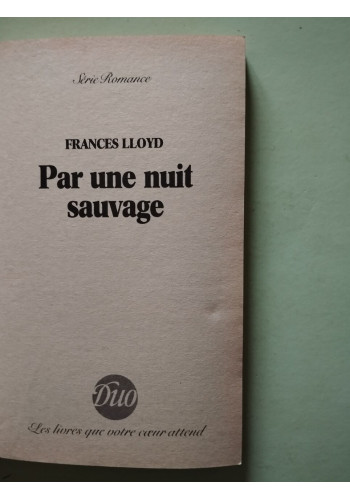 Série Romance
FRANCES LLOYD
Par une nuit
sauvage
Duo
Les livres que votre cœur attend